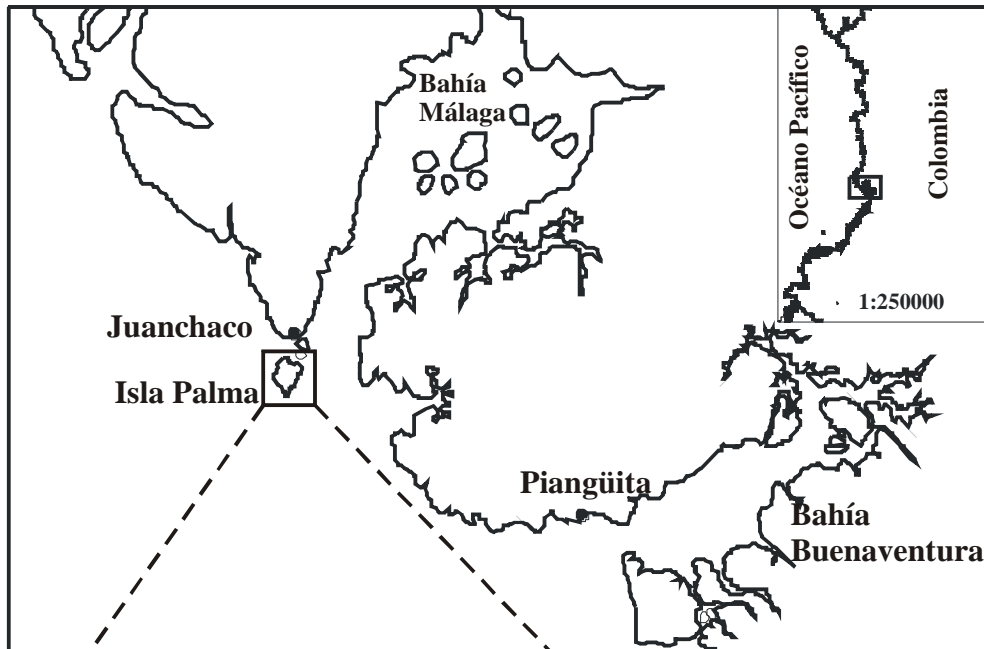 Bahía
Málaga
Océano Pacífico
Colombia
1:250000
Juanchaco
Isla Palma
Piangüita
Bahía
Buenaventura